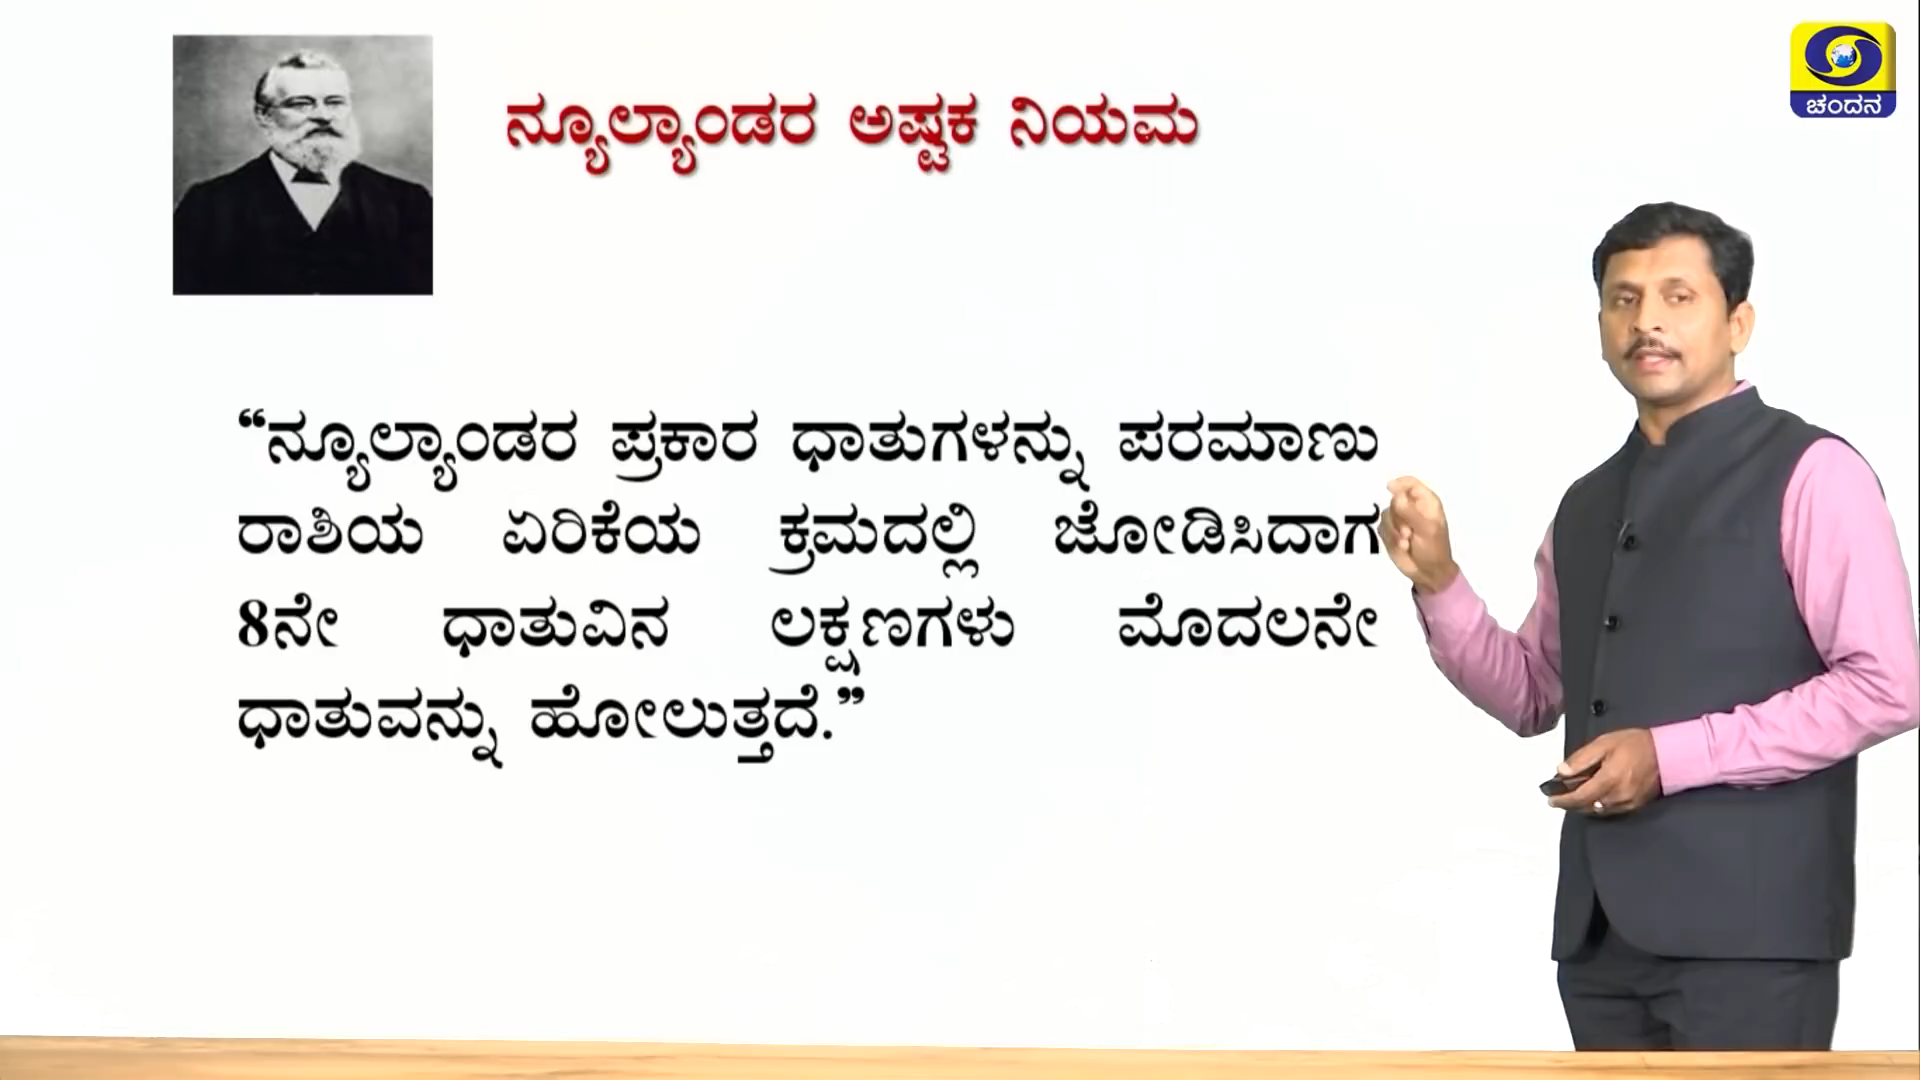 ನ್ಯೂಲ್ಯಾಂಡರ ಅಷ್ಟಕ ನಿಯಮ
ಚಂದನ
“ನ್ಯೂಲ್ಯಾಂಡರ ಪ್ರಕಾರ ಧಾತುಗಳನ್ನು ಪರಮಾಣು
ರಾಶಿಯ ಏರಿಕೆಯ ಕ್ರಮದಲ್ಲಿ ಜೋಡಿಸಿದಾಗ
8ನೇ ಧಾತುವಿನ ಲಕ್ಷಣಗಳು ಮೊದಲನೇ
ಧಾತುವನ್ನು ಹೋಲುತ್ತದೆ.”